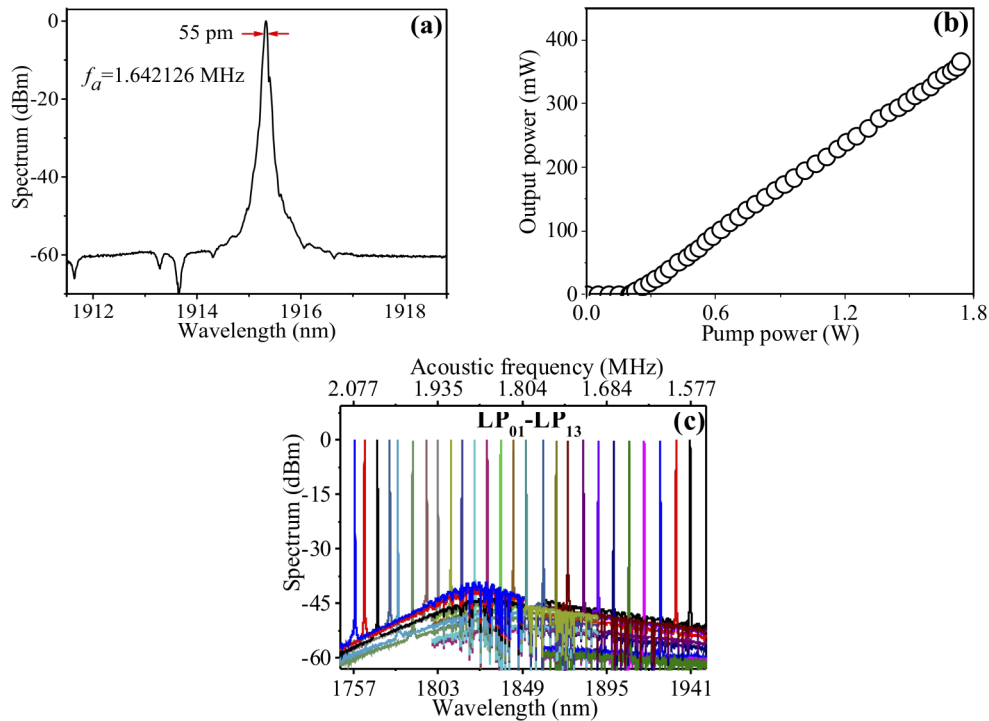 (a)
55 pm
fa=1.642126 MHz
0
-20
-40
-60
Spectrum (dBm)
1912 1914 1916 1918
Wavelength (nm)
(b)
400
300
200
100
0
Output power (mW)
0.0 0.6 1.2 1.8
Pump power (W)
Acoustic frequency (MHz)
2.077 1.935 1.804 1.684 1.577
LP01-LP13 (c)
0
-15
-30
-45
-60
Spectrum (dBm)
1757 1803 1849 1895 1941
Wavelength (nm)